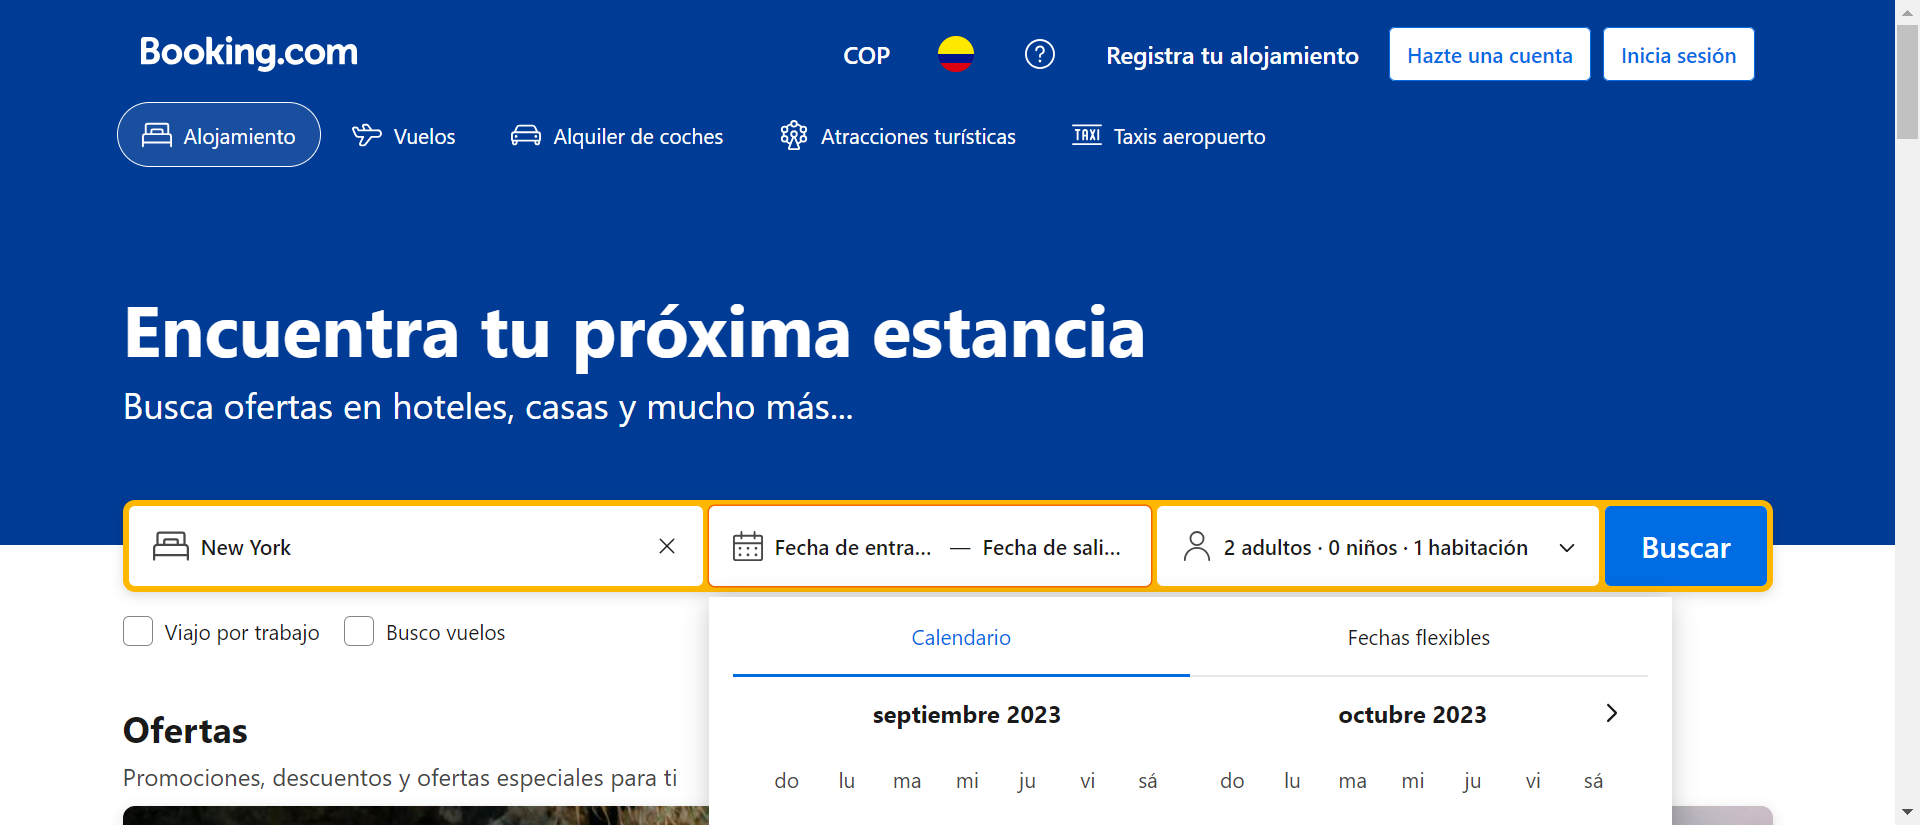 Booking.com
COP
Registra tu alojamiento
Hazte una cuenta
Inicia sesión
Alojamiento
Vuelos
Alquiler de coches
Atracciones turísticas
TAXI
Taxis aeropuerto
Encuentra tu próxima estancia
Busca ofertas en hoteles, casas y mucho más...
New York
Fecha de entra... — Fecha de sali...
2 adultos · 0 niños · 1 habitación
Buscar
Viajo por trabajo
Busco vuelos
Calendario
Fechas flexibles
septiembre 2023
octubre 2023
do lu ma mi ju vi sá
do lu ma mi ju vi sá
Ofertas
Promociones, descuentos y ofertas especiales para ti